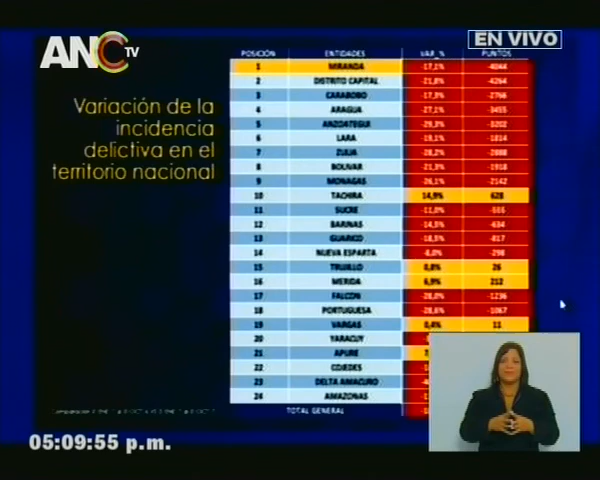 ANC TV
EN VIVO
Variación de la
incidencia
delictiva en el
territorio nacional
POSICIÓN ENTIDADES VAR_% PUNTOS
1 MIRANDA -17,1% -4044
2 DISTRITO CAPITAL -21,8% -4264
3 CARABOBO -17,3% -2766
4 ARAGUA -27,1% -3455
5 ANZOATEGUI -29,3% -3202
6 LARA -19,1% -1814
7 ZULIA -28,2% -2888
8 BOLIVAR -21,3% -1918
9 MONAGAS -26,1% -2142
10 TACHIRA 14,9% 628
11 SUCRE -11,0% -555
12 BARINAS -14,5% -634
13 GUARICO -18,5% -817
14 NUEVA ESPARTA -8,0% -298
15 TRUJILLO 0,8% 26
16 MERIDA 6,9% 212
17 FALCON -28,0% -1236
18 PORTUGUESA -28,6% -1067
19 VARGAS 0,4% 11
20 YARACUY
21 APURE
22 COJEDES
23 DELTA AMACURO
24 AMAZONAS
TOTAL GENERAL
05:09:55 p.m.